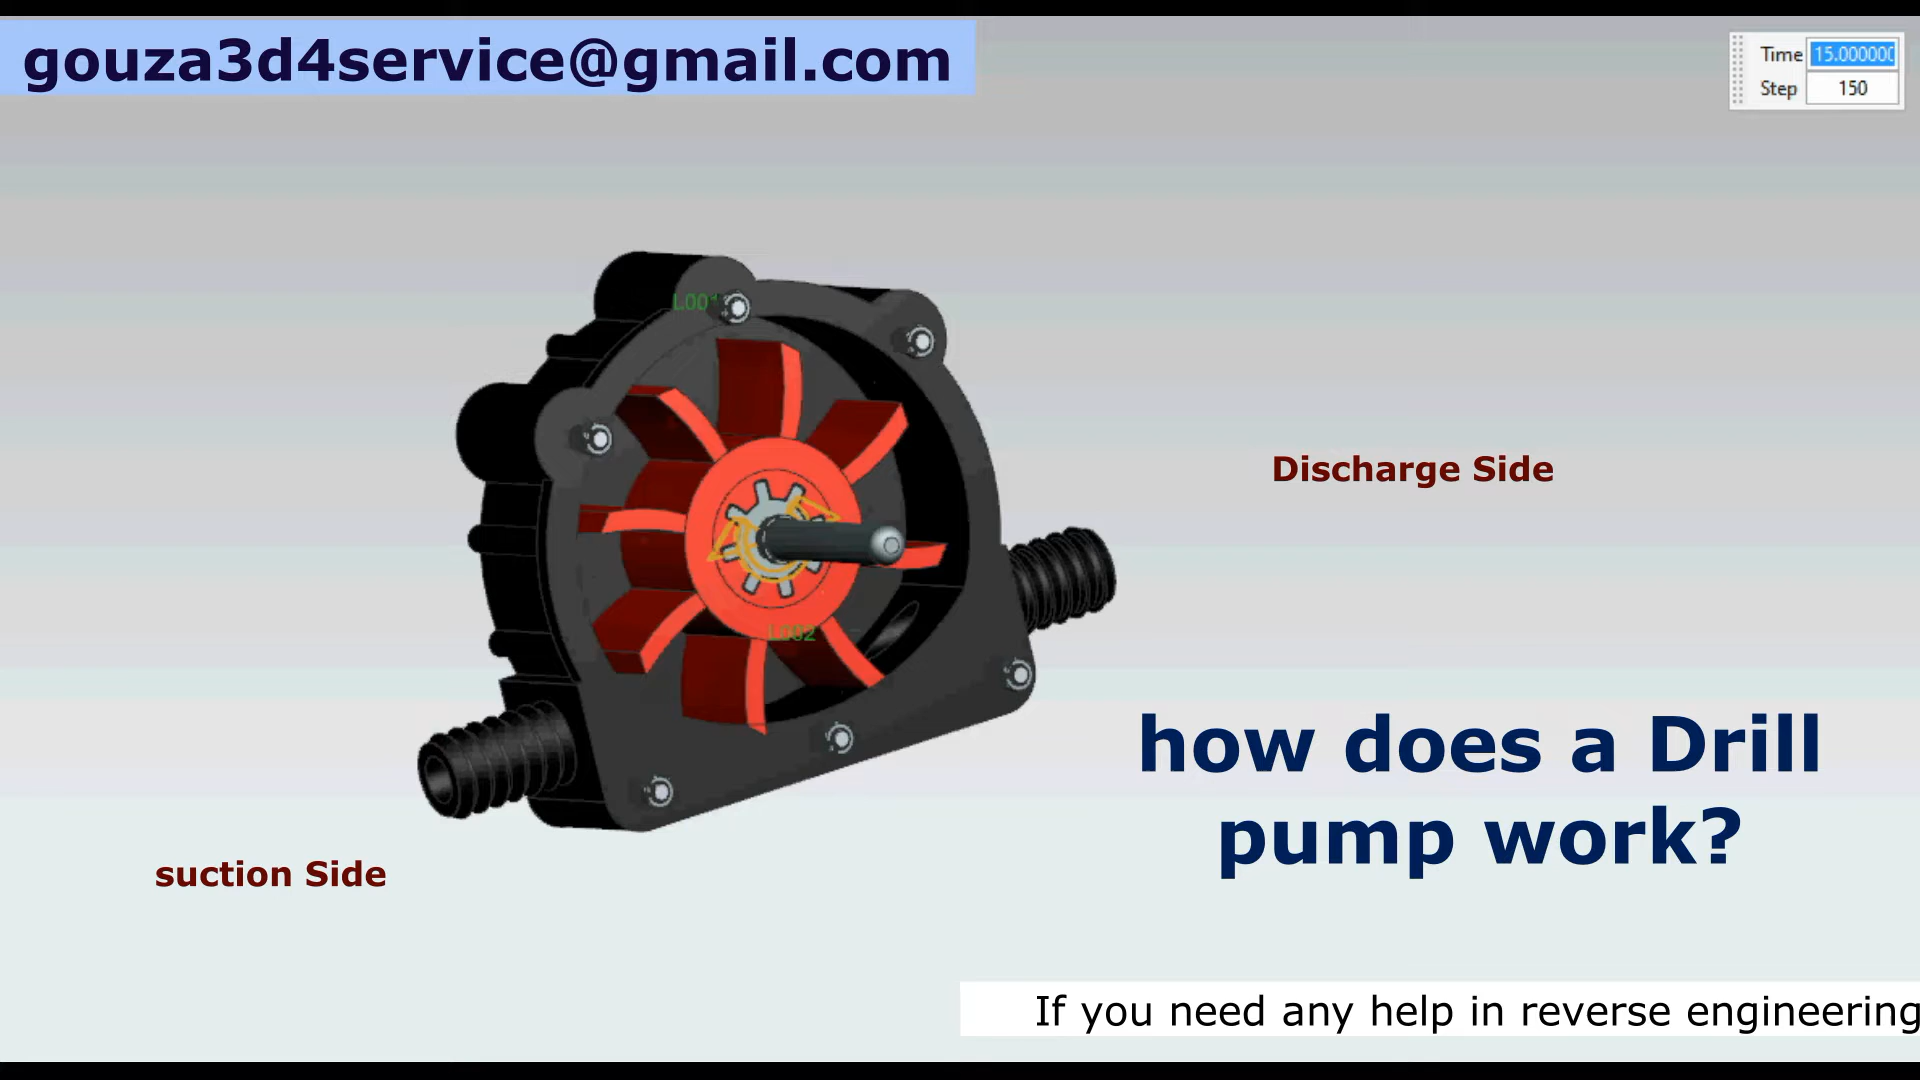 gouza3d4service@gmail.com
Time 15.000000
Step 150
L002
Discharge Side
how does a Drill
pump work?
suction Side
If you need any help in reverse engineering